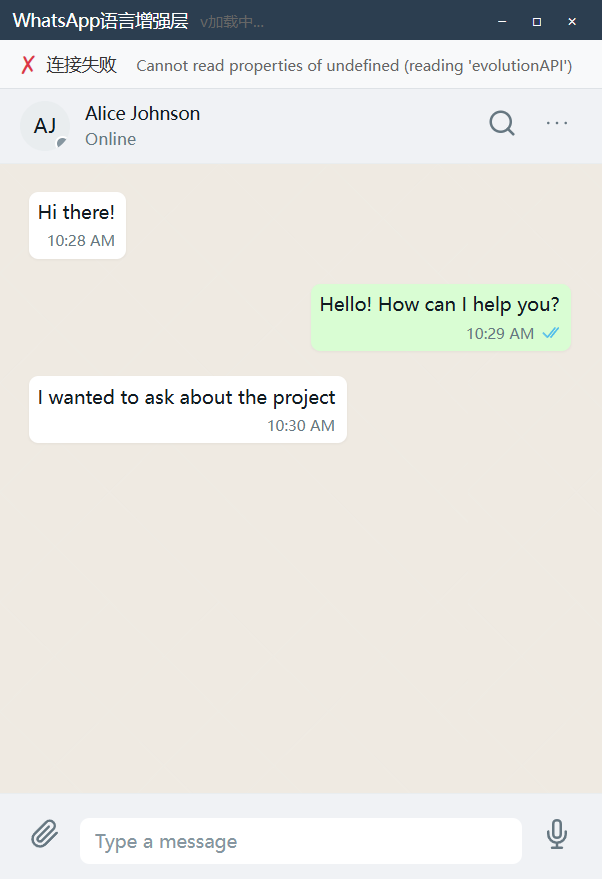 WhatsApp语言增强层 v加载中...
✗ 连接失败 Cannot read properties of undefined (reading 'evolutionAPI')
AJ
Alice Johnson
Online
Hi there!
10:28 AM
Hello! How can I help you?
10:29 AM
I wanted to ask about the project
10:30 AM
Type a message